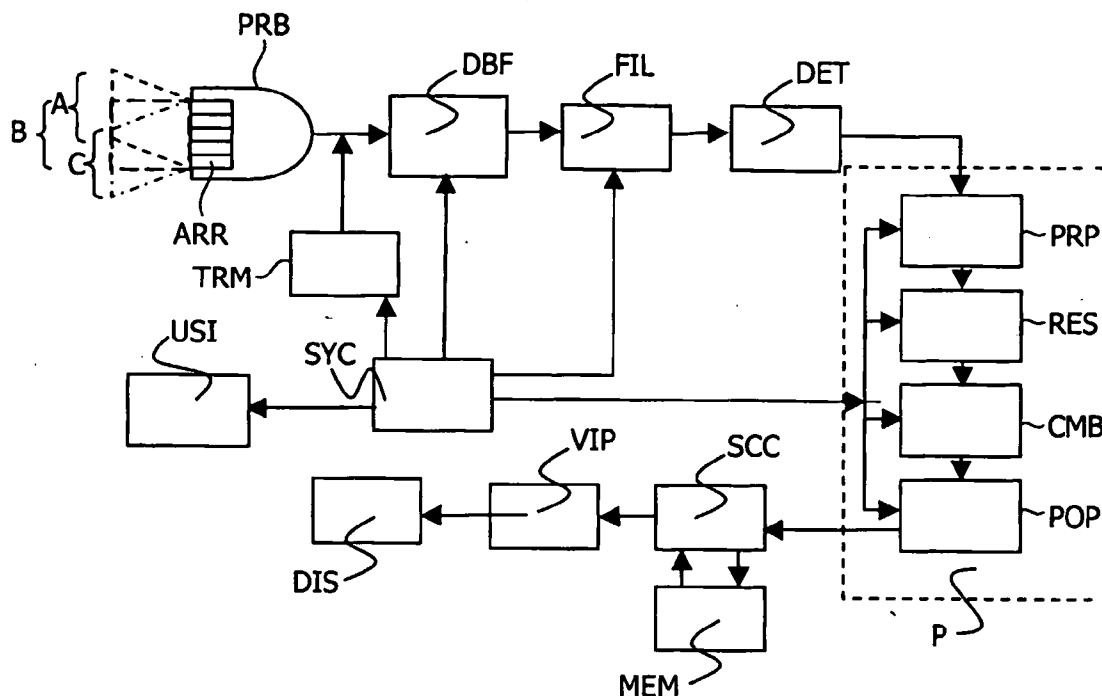 PRB
DBF
FIL
DET
A
B
C
ARR
TRM
PRP
USI
SYC
RES
VIP
SCC
CMB
DIS
POP
MEM
P